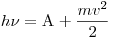 hν = A + mv²/2